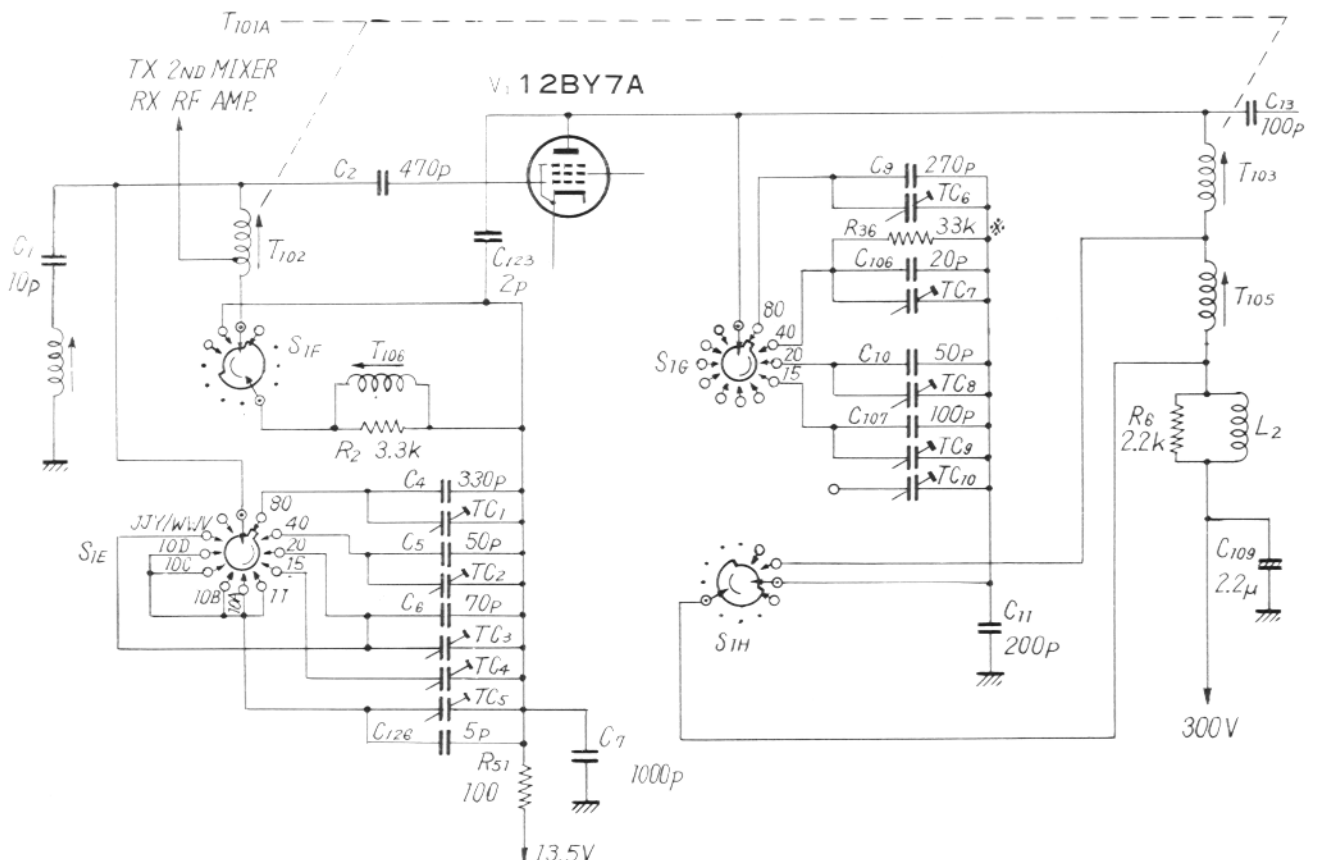 T101A
TX 2ND MIXER
RX RF AMP.
V1 12BY7A
C13
100p
C2 470p
C9 270p
TC6
T103
R36 33k ※
C1
10p
T102
C123
2p
C106 20p
TC7
T105
80
40
20
15
S1F
S1G
T106
C10 50p
TC8
C107 100p
TC9
TC10
R6
2.2k
L2
R2 3.3k
C4 330p
TC1
80
40
20
15
11
JJY/WWV
10D
10C
10B
10A
S1E
C5 50p
TC2
C6 70p
TC3
TC4
TC5
C126 5p
S1H
C11
200p
C109
2.2μ
R51
100
C7
1000p
300V
13.5V